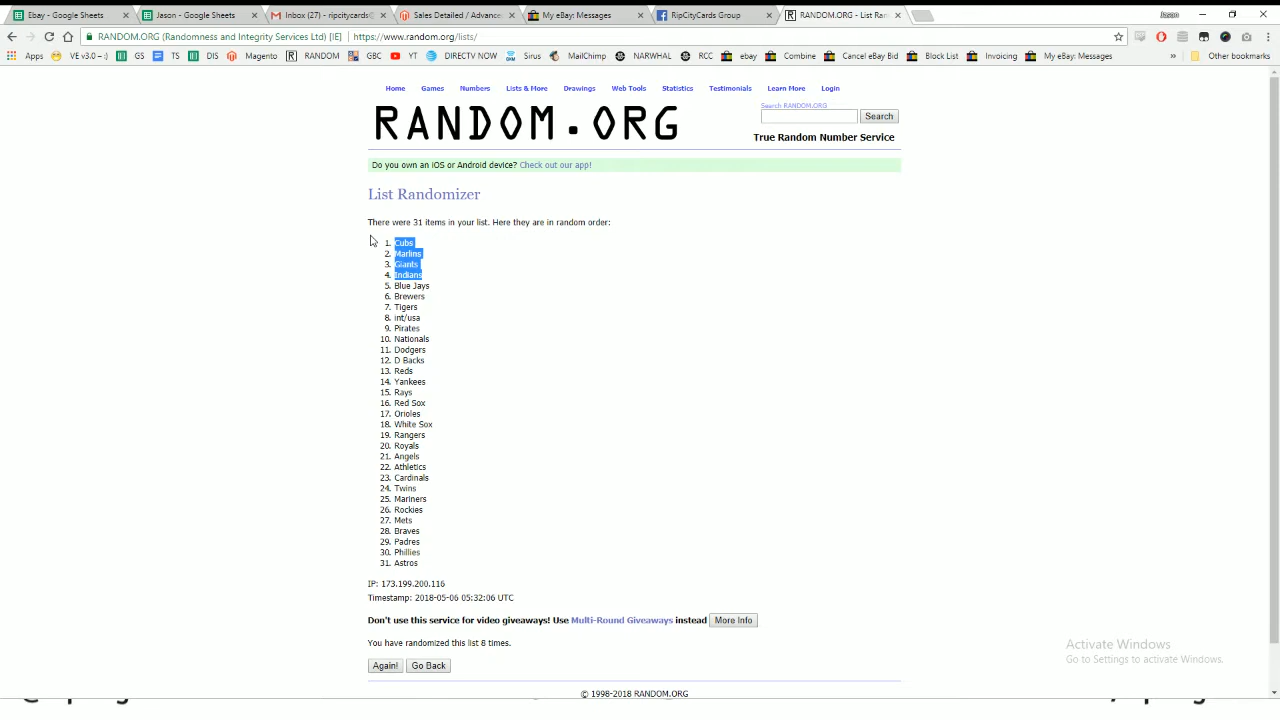 Ebay - Google Sheets
Jason - Google Sheets
Inbox (27) - ripcitycards@
Sales Detailed / Advance
My eBay: Messages
RipCityCards Group
RANDOM.ORG - List Ran
Jason
RANDOM.ORG (Randomness and Integrity Services Ltd) [IE]
https://www.random.org/lists/
Apps
VE v3.0 -- :)
GS
TS
DIS
Magento
RANDOM
GBC
YT
DIRECTV NOW
Sirus
MailChimp
NARWHAL
RCC
ebay
Combine
Cancel eBay Bid
Block List
Invoicing
My eBay: Messages
»
Other bookmarks
Home
Games
Numbers
Lists & More
Drawings
Web Tools
Statistics
Testimonials
Learn More
Login
RANDOM.ORG
Search RANDOM.ORG
Search
True Random Number Service
Do you own an iOS or Android device? Check out our app!
List Randomizer
There were 31 items in your list. Here they are in random order:
1. Cubs
2. Marlins
3. Giants
4. Indians
5. Blue Jays
6. Brewers
7. Tigers
8. int/usa
9. Pirates
10. Nationals
11. Dodgers
12. D Backs
13. Reds
14. Yankees
15. Rays
16. Red Sox
17. Orioles
18. White Sox
19. Rangers
20. Royals
21. Angels
22. Athletics
23. Cardinals
24. Twins
25. Mariners
26. Rockies
27. Mets
28. Braves
29. Padres
30. Phillies
31. Astros
IP: 173.199.200.116
Timestamp: 2018-05-06 05:32:06 UTC
Don't use this service for video giveaways! Use Multi-Round Giveaways instead
More Info
You have randomized this list 8 times.
Again!
Go Back
Activate Windows
Go to Settings to activate Windows.
© 1998-2018 RANDOM.ORG